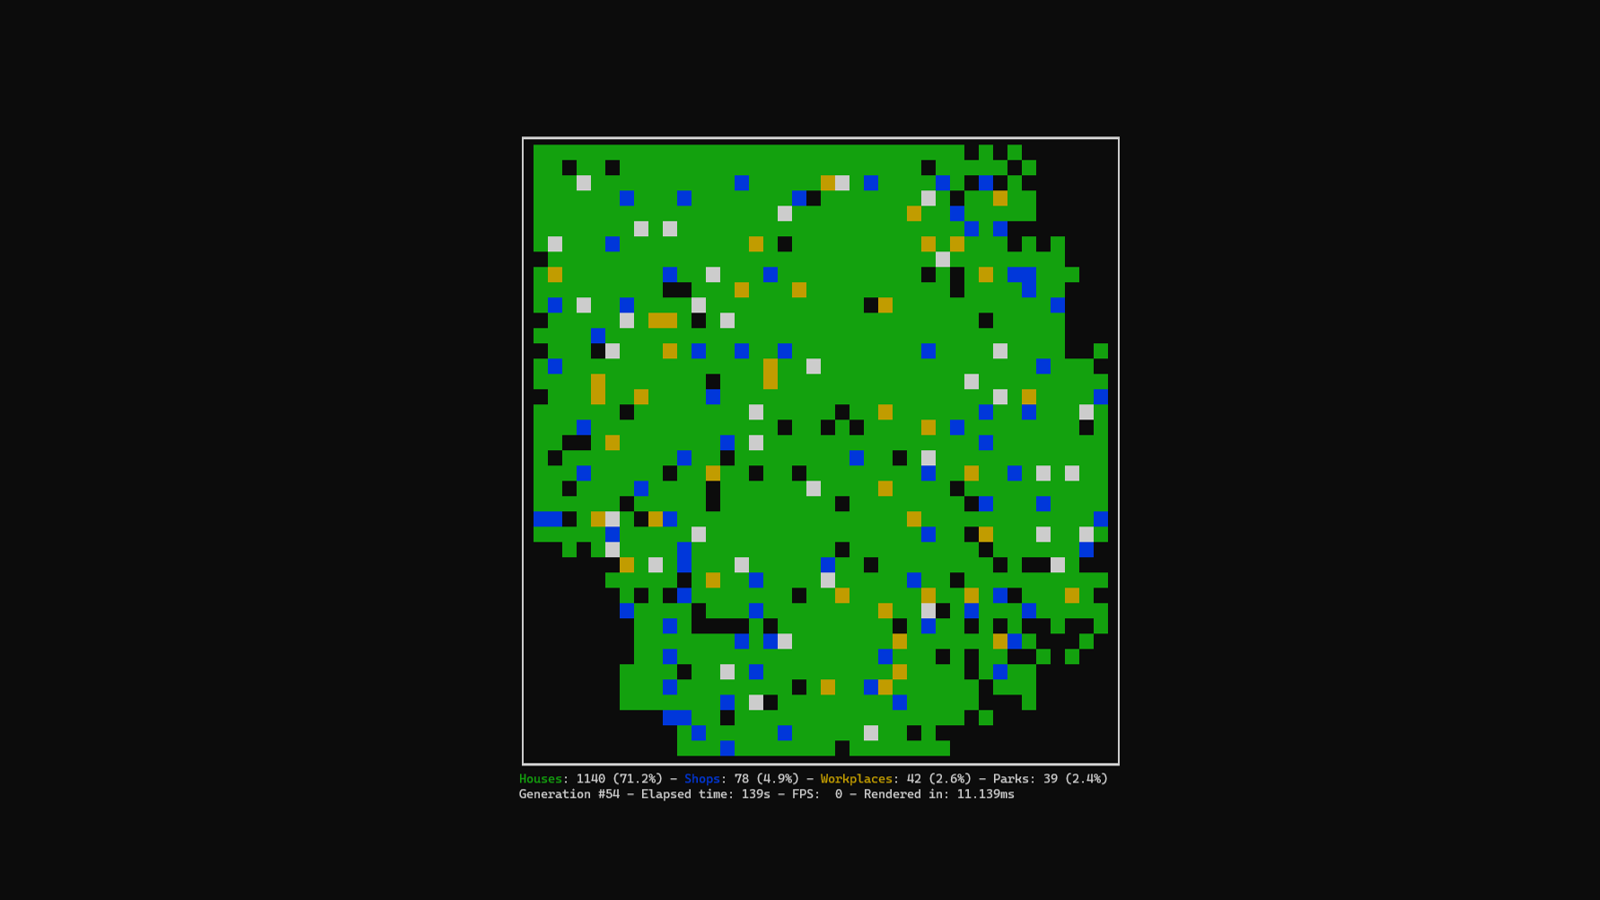 Houses: 1140 (71.2%) - Shops: 78 (4.9%) - Workplaces: 42 (2.6%) - Parks: 39 (2.4%)
Generation #54 - Elapsed time: 139s - FPS:  0 - Rendered in: 11.139ms